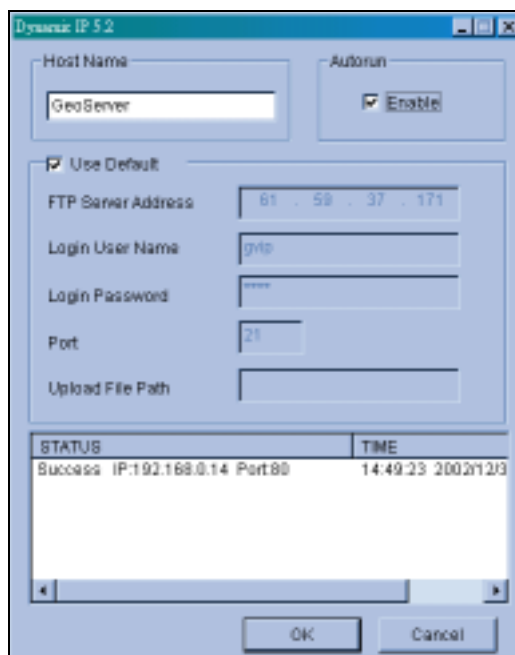 Dynamic IP 5.2
Host Name
GeoServer
Autorun
Enable
Use Default
FTP Server Address
61 . 59 . 37 . 171
Login User Name
gvip
Login Password
****
Port
21
Upload File Path
STATUS TIME
Success IP:192.168.0.14 Port:80 14:49:23 2002/12/3
OK
Cancel